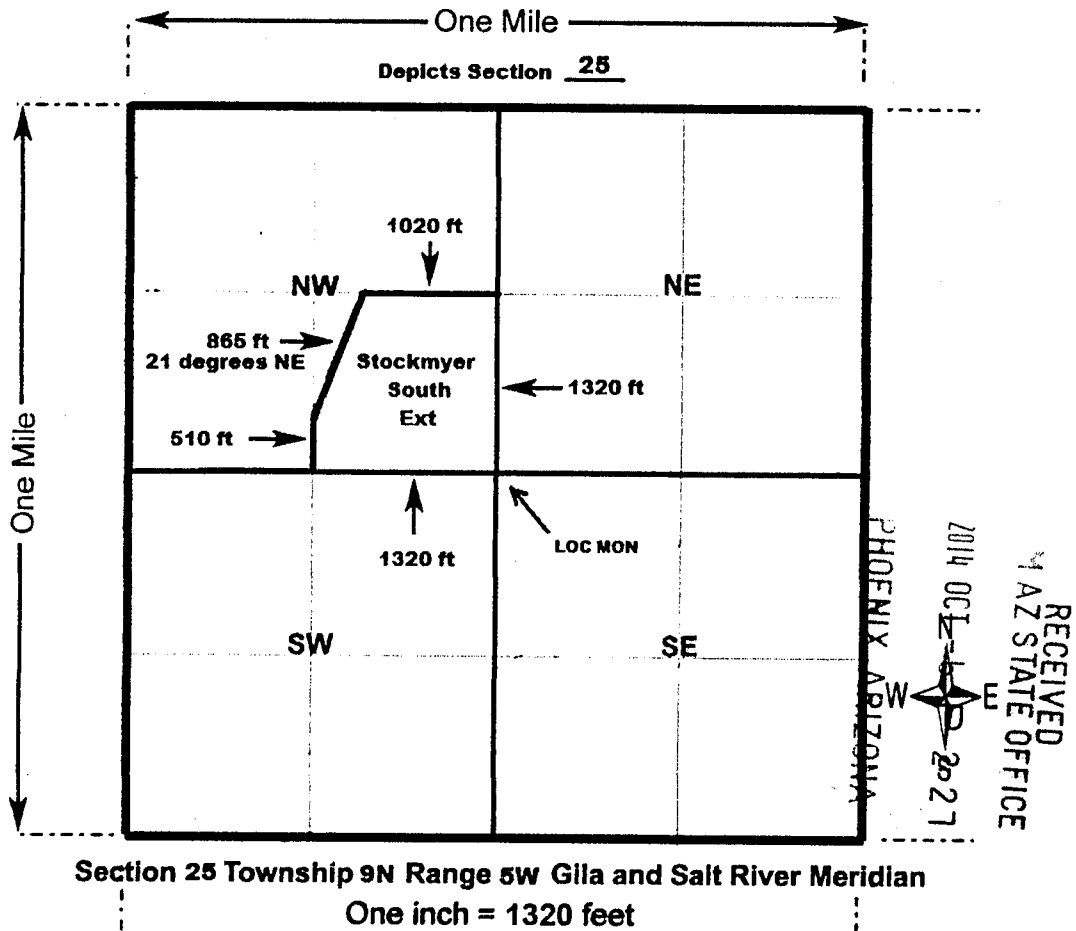 One Mile
Depicts Section 25
One Mile
1020 ft
NW
NE
865 ft
21 degrees NE
Stockmyer
South
Ext
1320 ft
510 ft
1320 ft
LOC MON
SW
SE
W
E
RECEIVED
AZ STATE OFFICE
2014 OCT
2:27
PHOENIX ARIZONA
Section 25 Township 9N Range 5W Gila and Salt River Meridian
One inch = 1320 feet